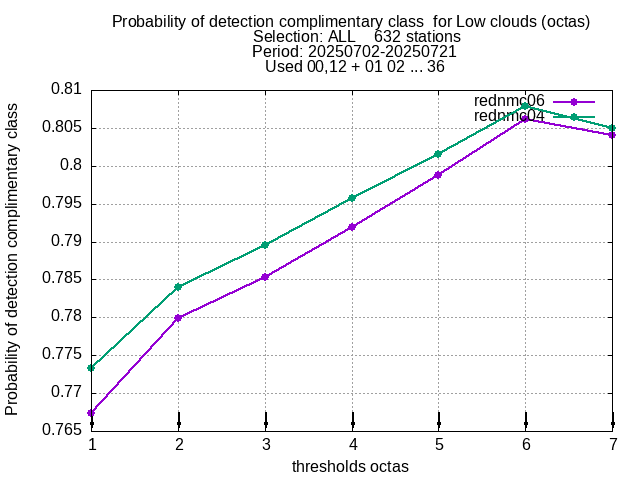 Probability of detection complimentary class  for Low clouds (octas)
Selection: ALL    632 stations
Period: 20250702-20250721
Used 00,12 + 01 02 ... 36
Probability of detection complimentary class
0.81
0.805
0.8
0.795
0.79
0.785
0.78
0.775
0.77
0.765
rednmc06
rednmc04
1 2 3 4 5 6 7
thresholds octas